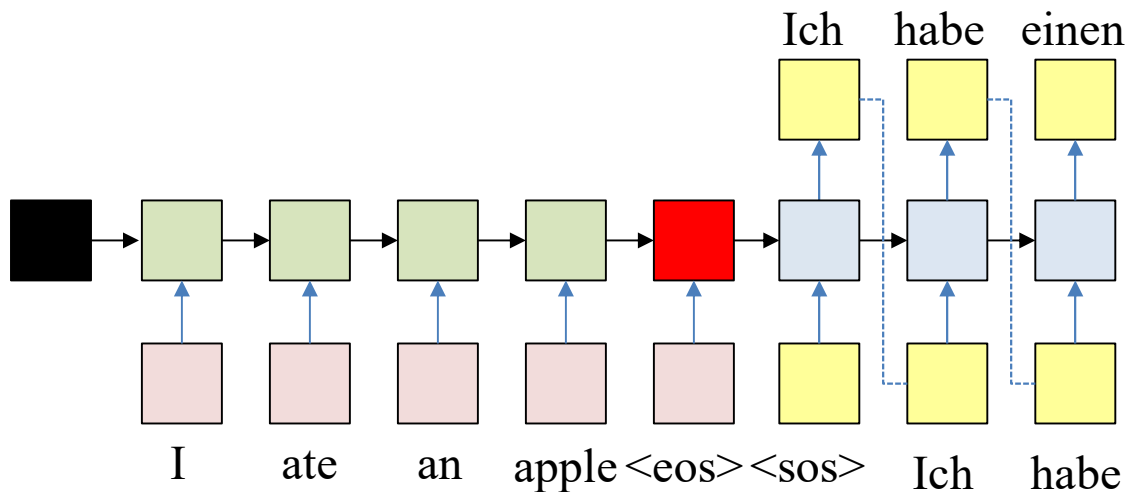 Ich habe einen
I ate an apple <eos> <sos> Ich habe